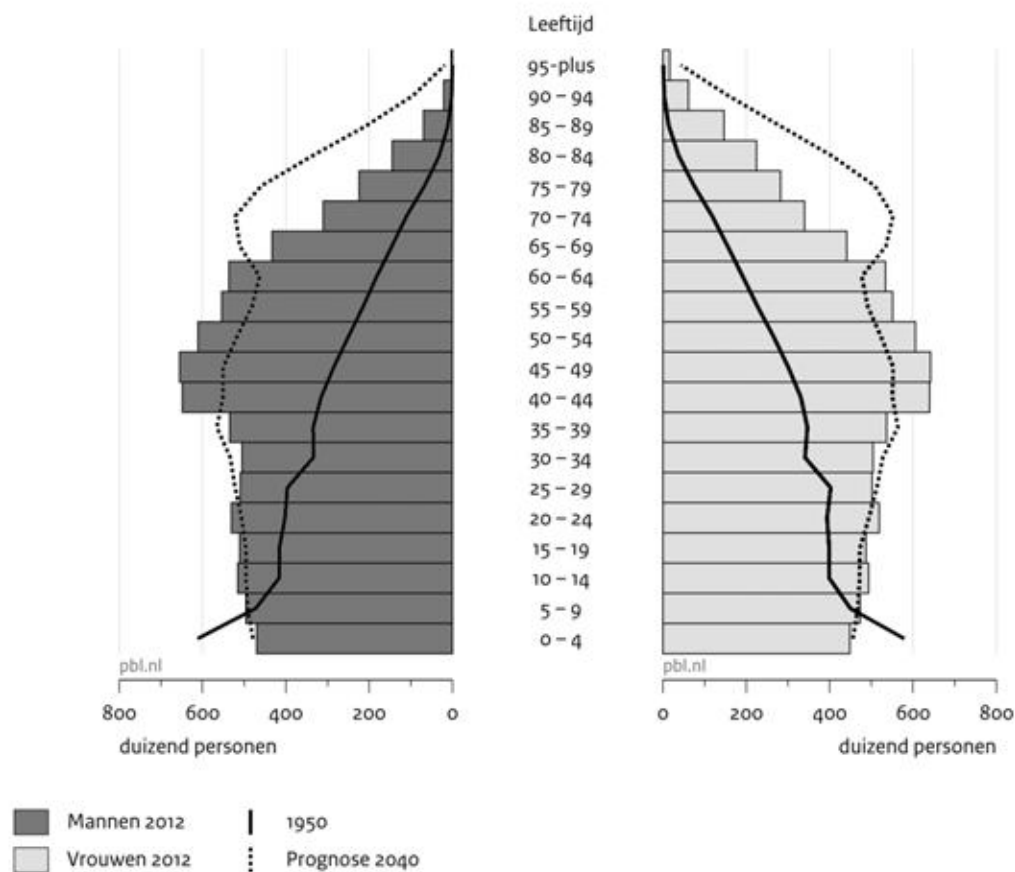 Leeftijd
95-plus
90 – 94
85 – 89
80 – 84
75 – 79
70 – 74
65 – 69
60 – 64
55 – 59
50 – 54
45 – 49
40 – 44
35 – 39
30 – 34
25 – 29
20 – 24
15 – 19
10 – 14
5 – 9
0 – 4
pbl.nl pbl.nl
800 600 400 200 0 0 200 400 600 800
duizend personen duizend personen
Mannen 2012 1950
Vrouwen 2012 Prognose 2040